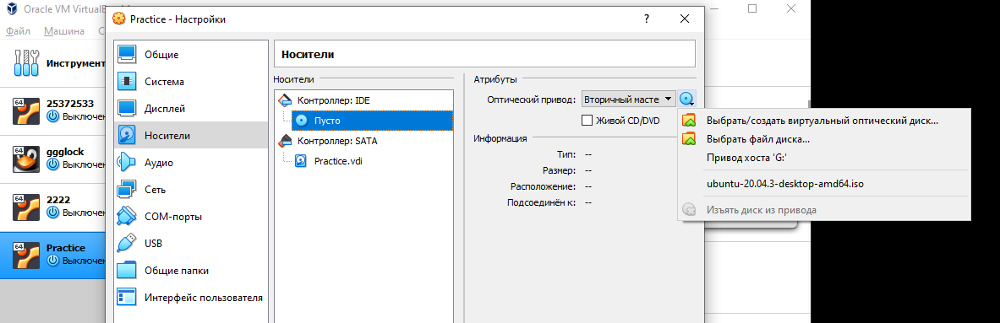 Oracle VM VirtualB
Practice - Настройки
?
Файл
Машина
С
Инструмент
64
25372533
Выключен
ggglock
Выключен
64
2222
Выключен
64
Practice
Выключен
Общие
Система
Дисплей
Носители
Аудио
Сеть
COM-порты
USB
Общие папки
Интерфейс пользователя
Носители
Носители
Контроллер: IDE
Пусто
Контроллер: SATA
Practice.vdi
Атрибуты
Оптический привод: Вторичный масте
Живой CD/DVD
Информация
Тип: --
Размер: --
Расположение: --
Подсоединён к: --
Выбрать/создать виртуальный оптический диск...
Выбрать файл диска...
Привод хоста 'G:'
ubuntu-20.04.3-desktop-amd64.iso
Изъять диск из привода